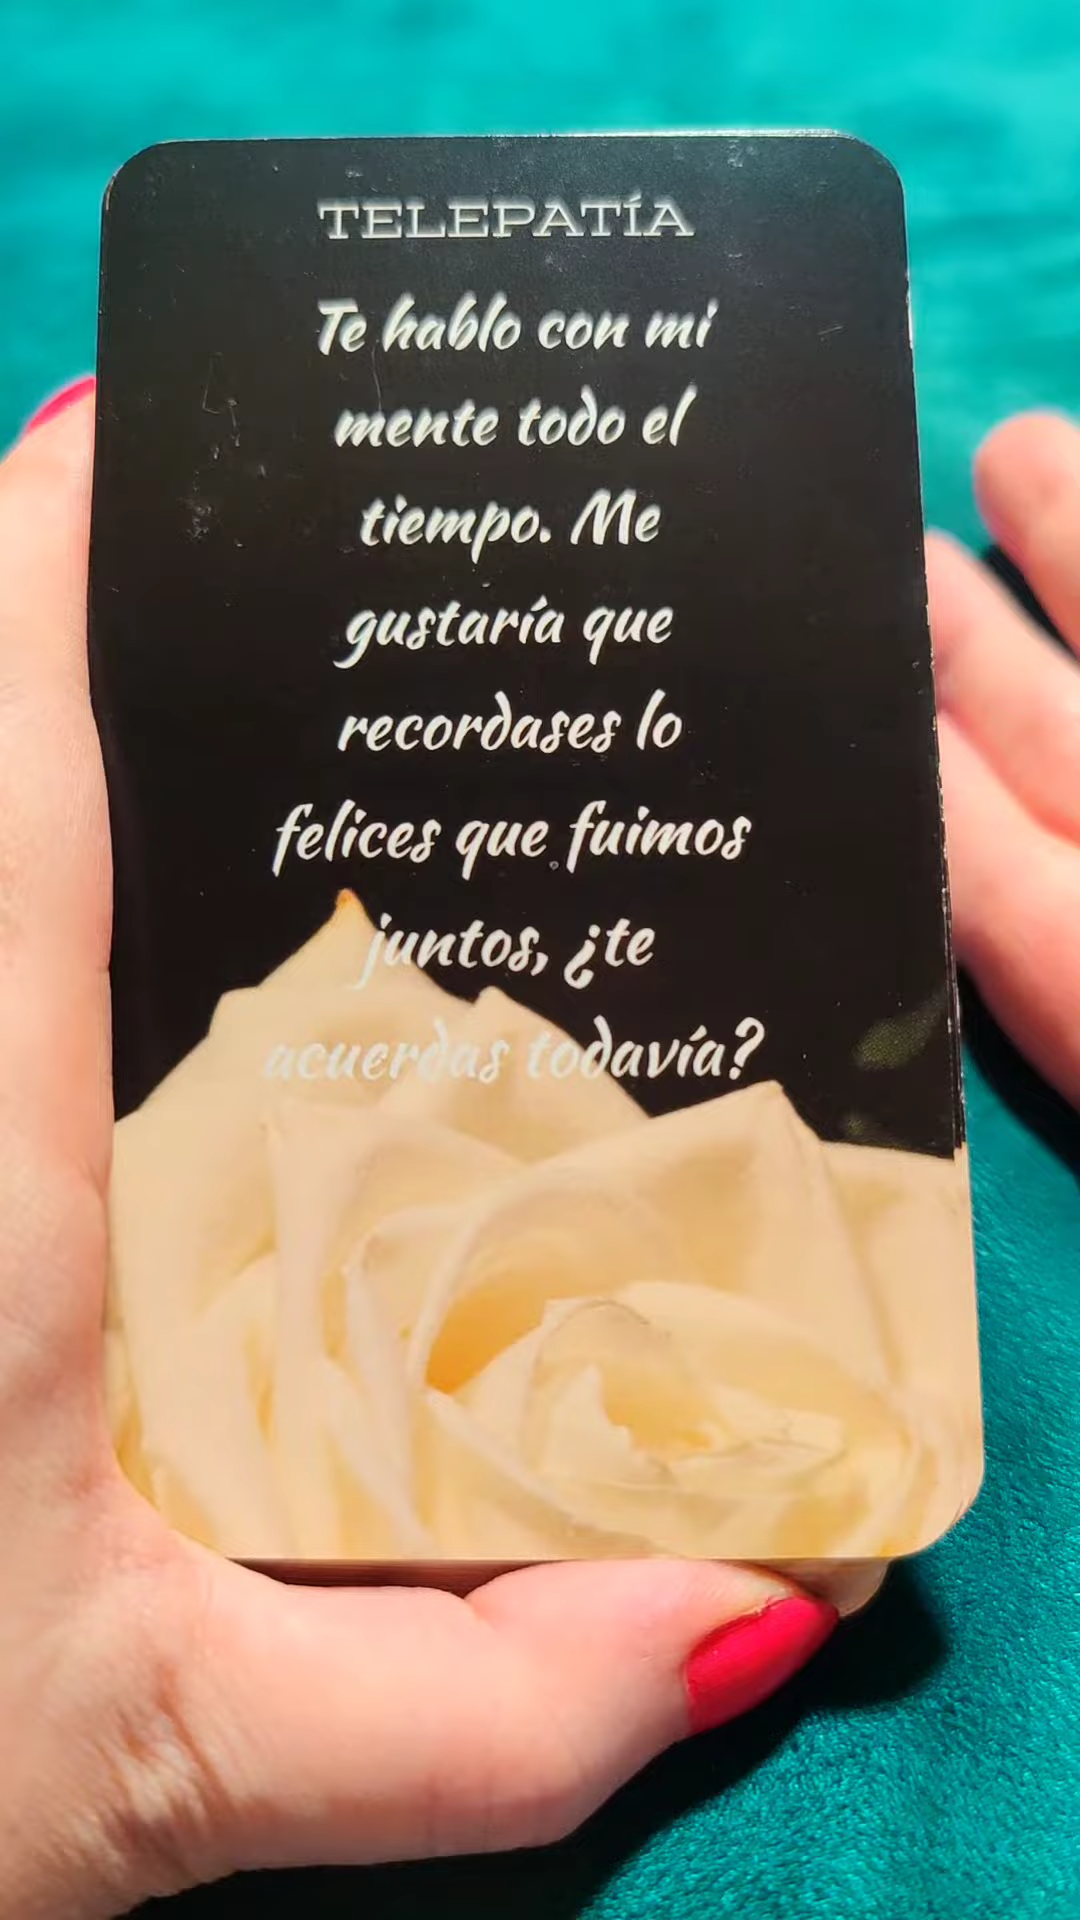 TELEPATÍA
Te hablo con mi
mente todo el
tiempo. Me
gustaría que
recordases lo
felices que fuimos
juntos, ¿te
acuerdas todavía?